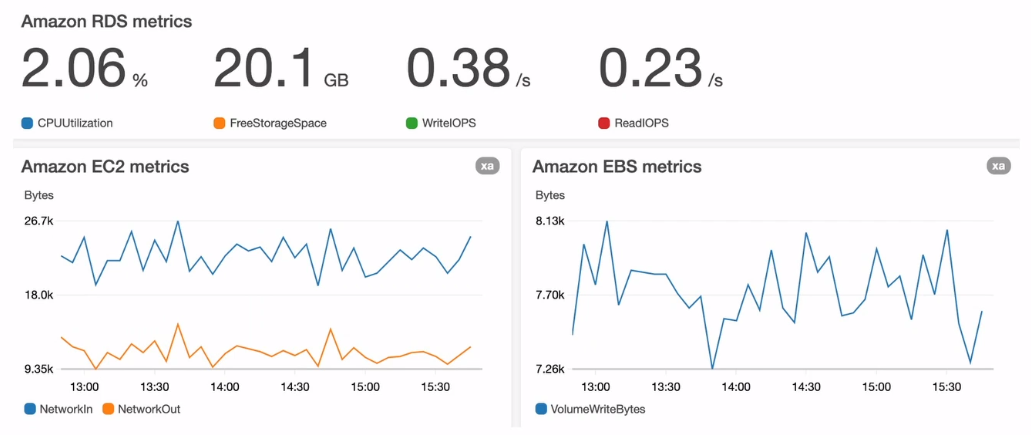 Amazon RDS metrics
2.06 % 20.1 GB 0.38 /s 0.23 /s
CPUUtilization FreeStorageSpace WriteIOPS ReadIOPS
Amazon EC2 metrics xa
Bytes
26.7k
18.0k
9.35k
13:00 13:30 14:00 14:30 15:00 15:30
NetworkIn NetworkOut
Amazon EBS metrics xa
Bytes
8.13k
7.70k
7.26k
13:00 13:30 14:00 14:30 15:00 15:30
VolumeWriteBytes